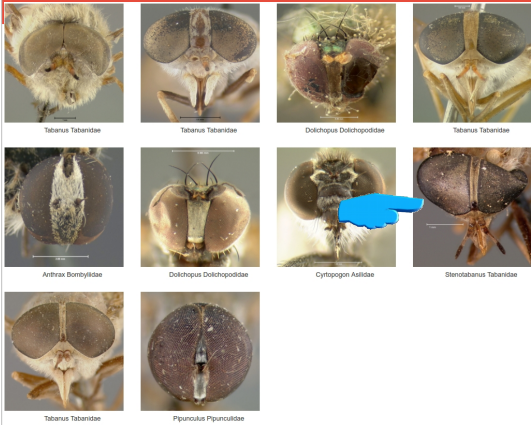 Tabanus Tabanidae
Tabanus Tabanidae
Dolichopus Dolichopodidae
Tabanus Tabanidae
Anthrax Bombyliidae
Dolichopus Dolichopodidae
Cyrtopogon Asilidae
Stenotabanus Tabanidae
Tabanus Tabanidae
Pipunculus Pipunculidae